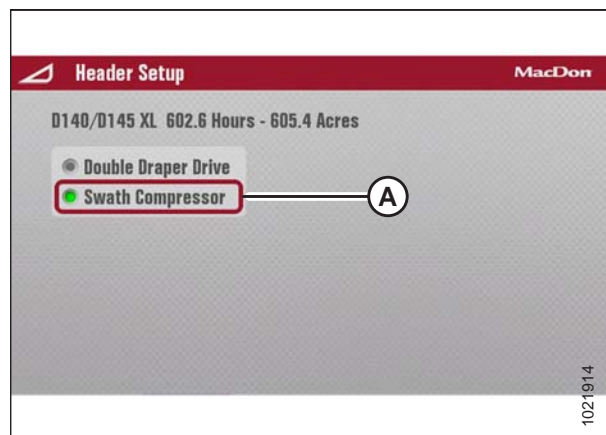 Header Setup MacDon
D140/D145 XL 602.6 Hours - 605.4 Acres
Double Draper Drive
Swath Compressor
A
1021914